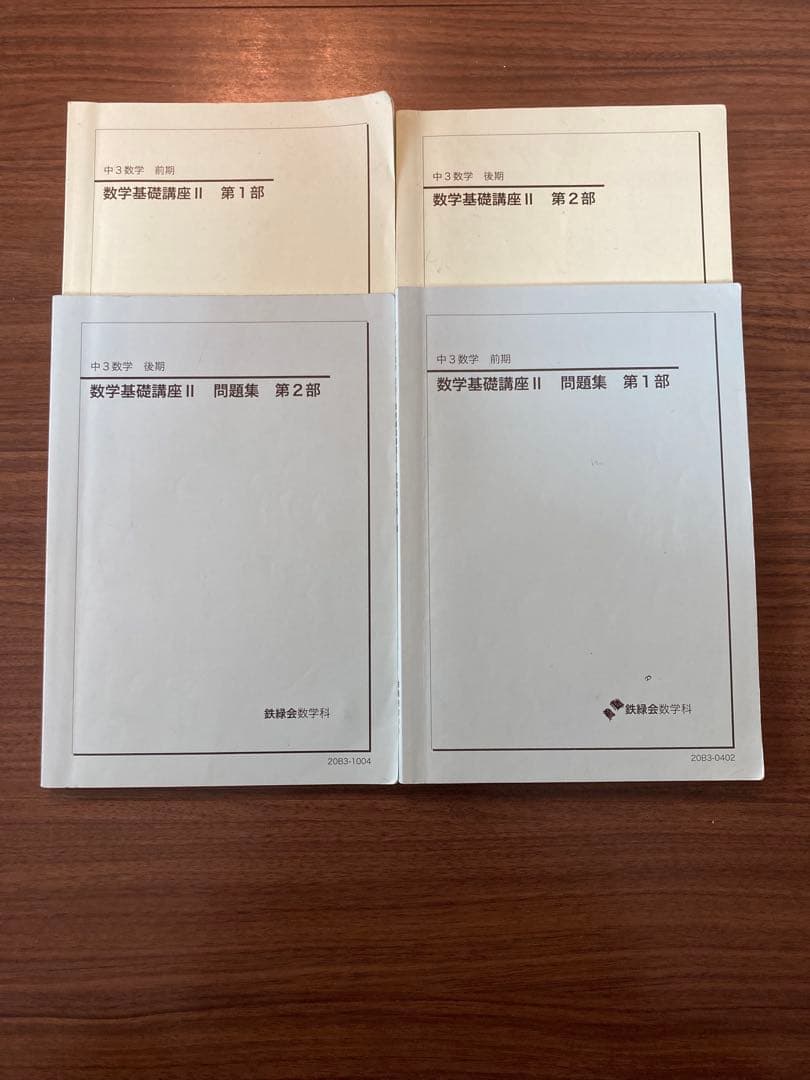 中3数学 前期
数学基礎講座Ⅱ 第1部
中3数学 後期
数学基礎講座Ⅱ 第2部
中3数学 後期
数学基礎講座Ⅱ 問題集 第2部
鉄緑会数学科
20B3-1004
中3数学 前期
数学基礎講座Ⅱ 問題集 第1部
鉄緑会数学科
20B3-0402